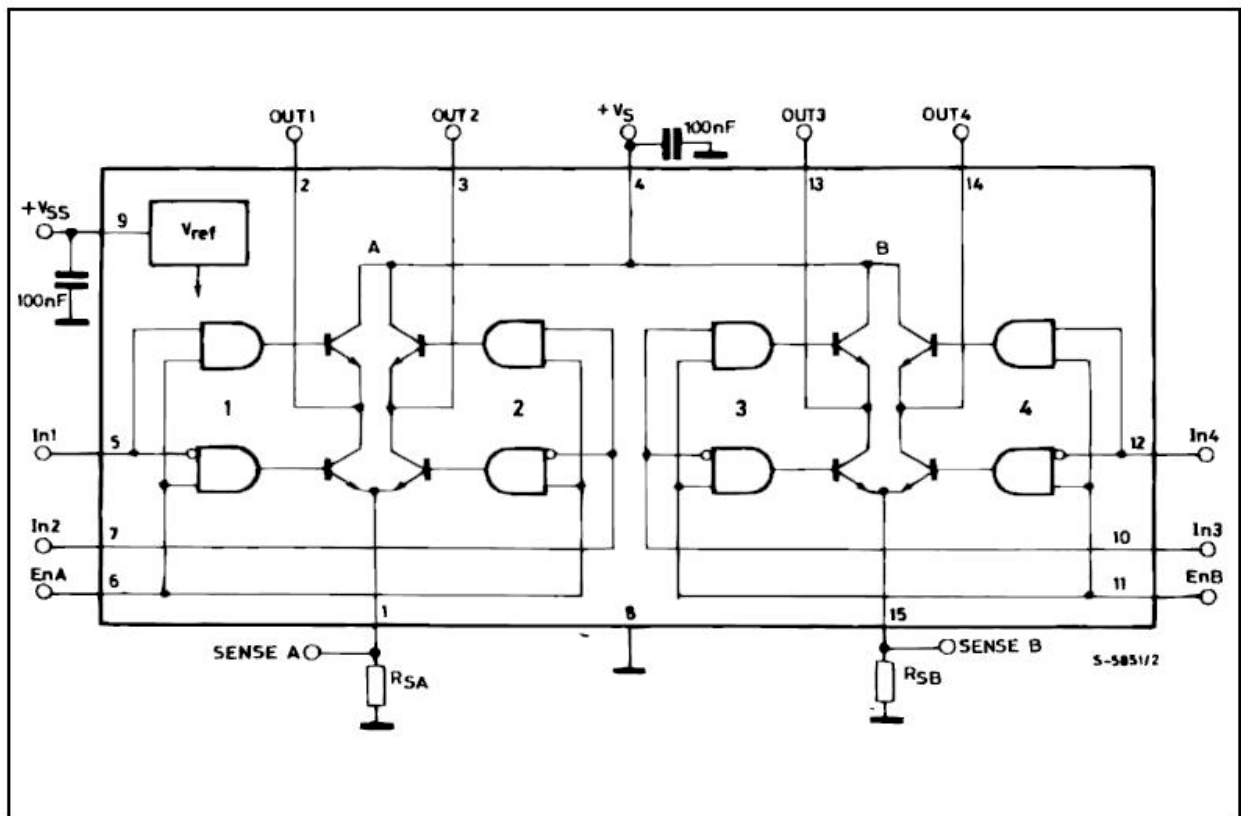 OUT1 OUT2 +VS 100nF OUT3 OUT4
2 3 4 13 14
+VSS 9 Vref
A B
100nF
1 2 3 4
In1 5 12 In4
In2 7 10 In3
EnA 6 11 EnB
1 8 15
SENSE A SENSE B
S-5851/2
RSA RSB